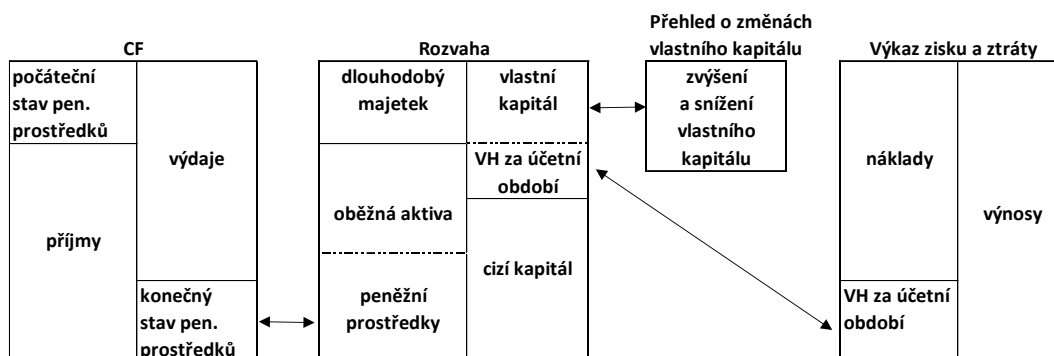 CF
počáteční
stav pen.
prostředků
příjmy
výdaje
konečný
stav pen.
prostředků
Rozvaha
dlouhodobý
majetek
oběžná aktiva
peněžní
prostředky
vlastní
kapitál
VH za účetní
období
cizí kapitál
Přehled o změnách
vlastního kapitálu
zvýšení
a snížení
vlastního
kapitálu
Výkaz zisku a ztráty
náklady
VH za účetní
období
výnosy